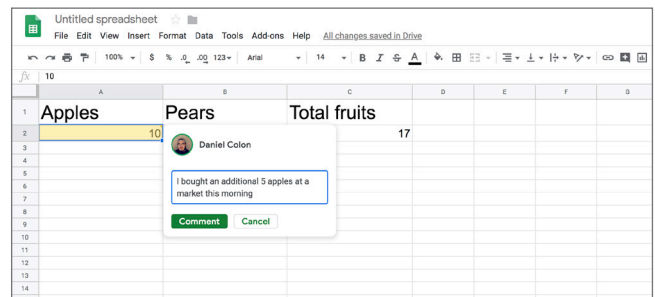 Untitled spreadsheet
File Edit View Insert Format Data Tools Add-ons Help All changes saved in Drive
100% $ % .0 .00 123 Arial 14 B I S A
fx 10
A B C D E F G
1 Apples Pears Total fruits
2 10 17
Daniel Colon
3
4
5
I bought an additional 5 apples at a
6
market this morning
7
8
Comment Cancel
9
10
11
12
13
14